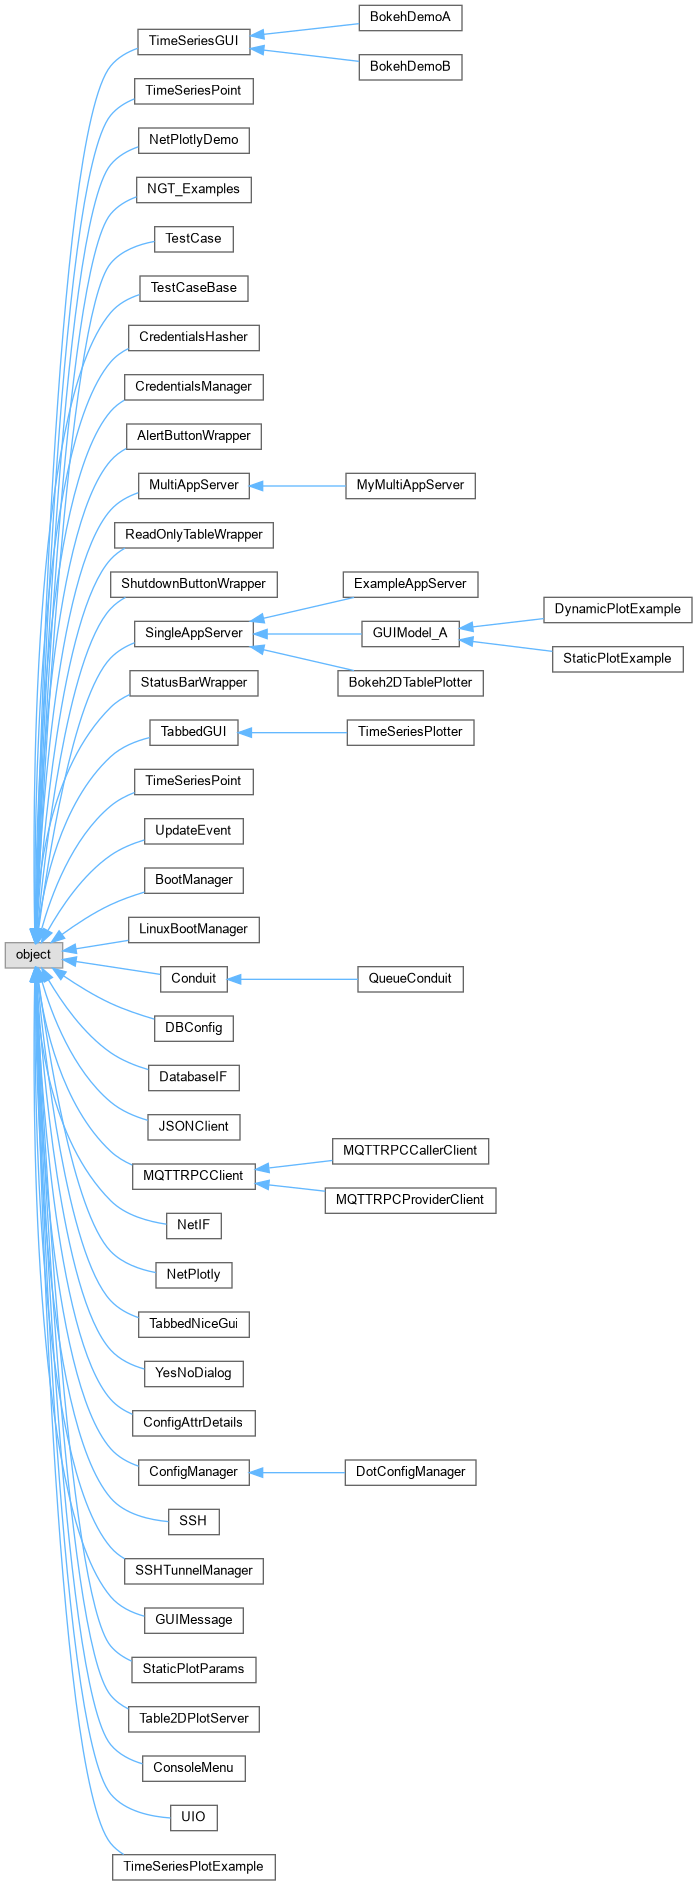 BokehDemoA
TimeSeriesGUI
BokehDemoB
TimeSeriesPoint
NetPlotlyDemo
NGT_Examples
TestCase
TestCaseBase
CredentialsHasher
CredentialsManager
AlertButtonWrapper
MultiAppServer
MyMultiAppServer
ReadOnlyTableWrapper
ShutdownButtonWrapper
ExampleAppServer
DynamicPlotExample
SingleAppServer
GUIModel_A
StaticPlotExample
StatusBarWrapper
Bokeh2DTablePlotter
TabbedGUI
TimeSeriesPlotter
TimeSeriesPoint
UpdateEvent
BootManager
LinuxBootManager
object
Conduit
QueueConduit
DBConfig
DatabaseIF
JSONClient
MQTTRPCCallerClient
MQTTRPCClient
MQTTRPCProviderClient
NetIF
NetPlotly
TabbedNiceGui
YesNoDialog
ConfigAttrDetails
ConfigManager
DotConfigManager
SSH
SSHTunnelManager
GUIMessage
StaticPlotParams
Table2DPlotServer
ConsoleMenu
UIO
TimeSeriesPlotExample